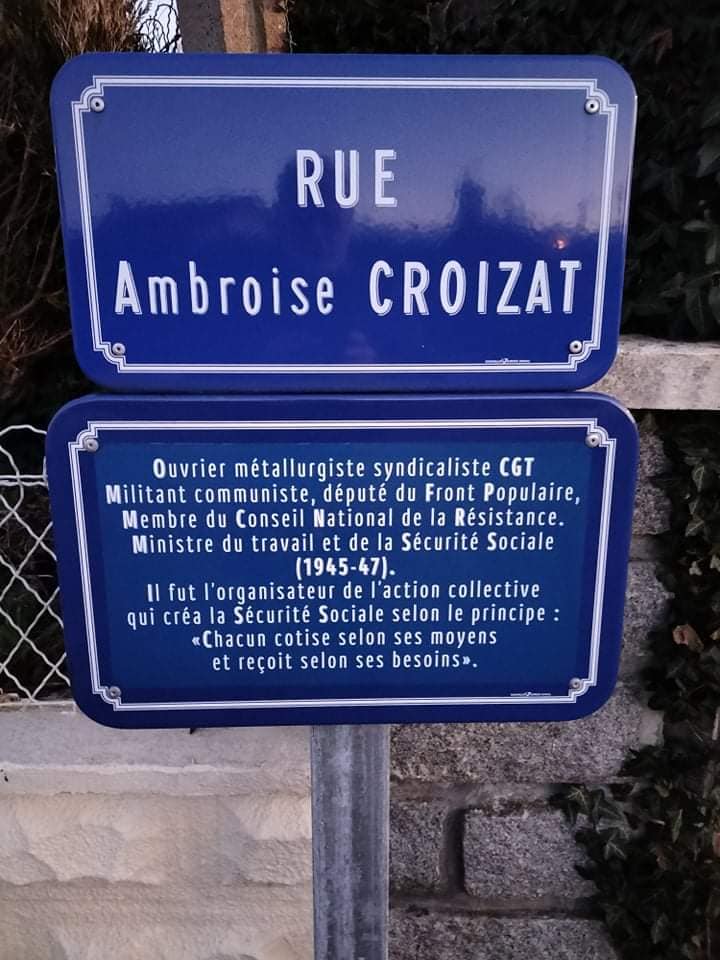 RUE
Ambroise CROIZAT
Ouvrier métallurgiste syndicaliste CGT
Militant communiste, député du Front Populaire,
Membre du Conseil National de la Résistance.
Ministre du travail et de la Sécurité Sociale
(1945-47).
Il fut l'organisateur de l'action collective
qui créa la Sécurité Sociale selon le principe :
«Chacun cotise selon ses moyens
et reçoit selon ses besoins».